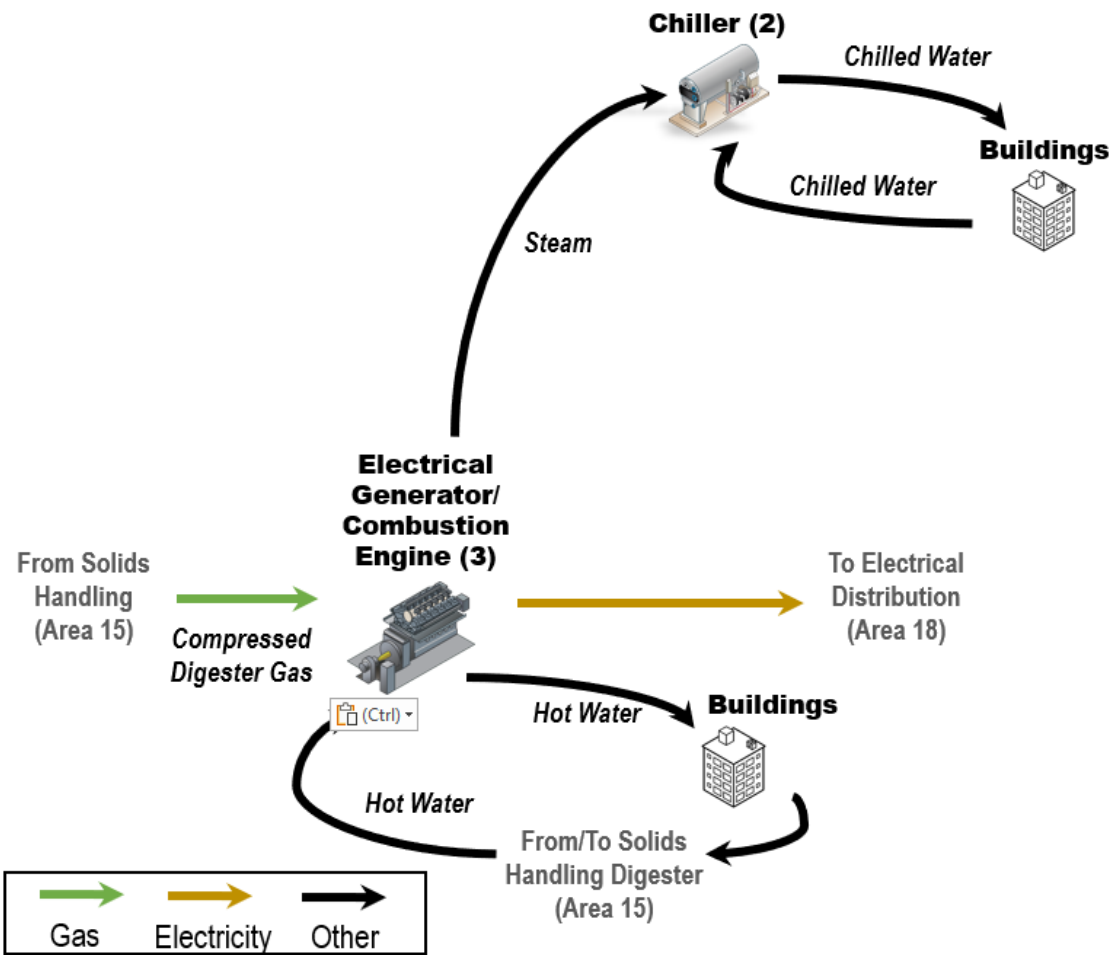 Chiller (2)
Chilled Water
Buildings
Chilled Water
Steam
Electrical
Generator/
Combustion
Engine (3)
From Solids
Handling
(Area 15)
Compressed
Digester Gas
To Electrical
Distribution
(Area 18)
(Ctrl)
Hot Water
Buildings
Hot Water
From/To Solids
Handling Digester
(Area 15)
Gas
Electricity
Other